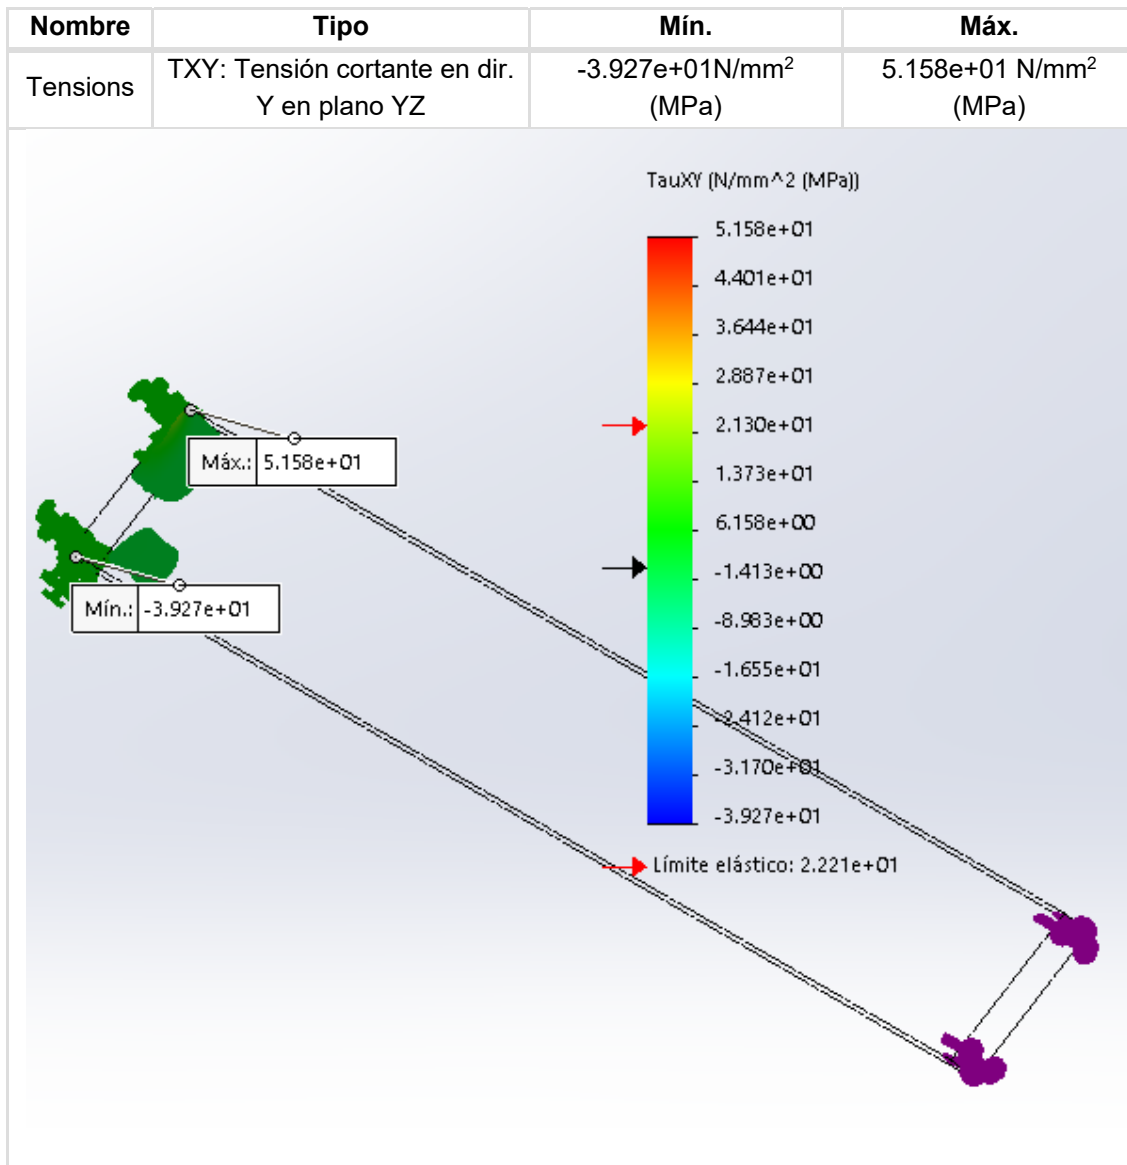 Nombre Tipo Mín. Máx.
Tensions TXY: Tensión cortante en dir. Y en plano YZ -3.927e+01N/mm² (MPa) 5.158e+01 N/mm² (MPa)
TauXY (N/mm^2 (MPa))
5.158e+01
4.401e+01
3.644e+01
2.887e+01
2.130e+01
1.373e+01
6.158e+00
-1.413e+00
-8.983e+00
-1.655e+01
-2.412e+01
-3.170e+01
-3.927e+01
Límite elástico: 2.221e+01
Máx.: 5.158e+01
Mín.: -3.927e+01